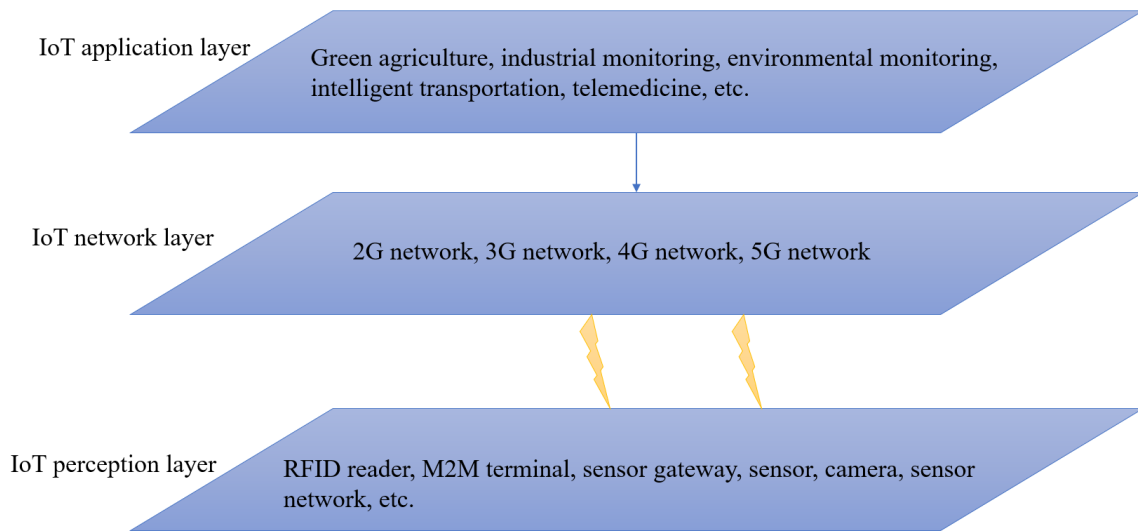 IoT application layer
Green agriculture, industrial monitoring, environmental monitoring,
intelligent transportation, telemedicine, etc.
IoT network layer
2G network, 3G network, 4G network, 5G network
IoT perception layer
RFID reader, M2M terminal, sensor gateway, sensor, camera, sensor
network, etc.